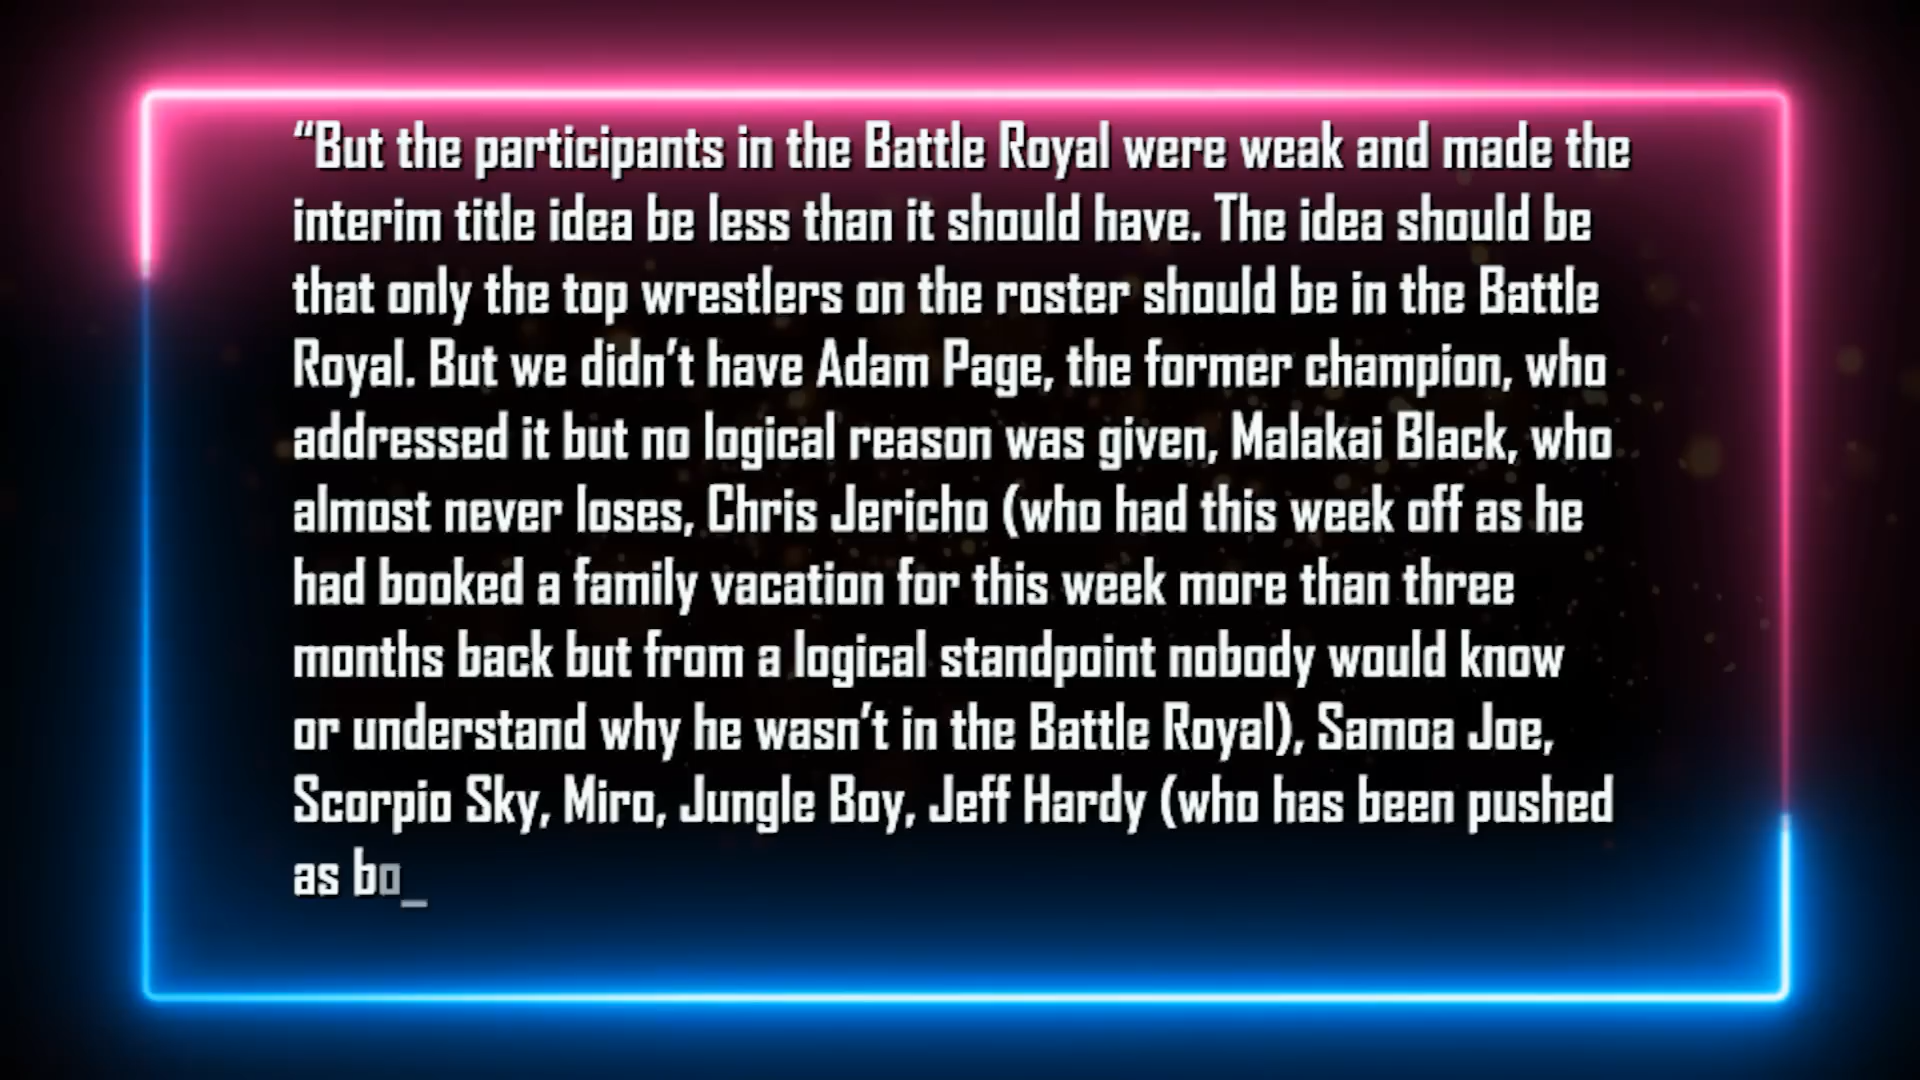 “But the participants in the Battle Royal were weak and made the
interim title idea be less than it should have. The idea should be
that only the top wrestlers on the roster should be in the Battle
Royal. But we didn’t have Adam Page, the former champion, who
addressed it but no logical reason was given, Malakai Black, who
almost never loses, Chris Jericho (who had this week off as he
had booked a family vacation for this week more than three
months back but from a logical standpoint nobody would know
or understand why he wasn’t in the Battle Royal), Samoa Joe,
Scorpio Sky, Miro, Jungle Boy, Jeff Hardy (who has been pushed
as bo_